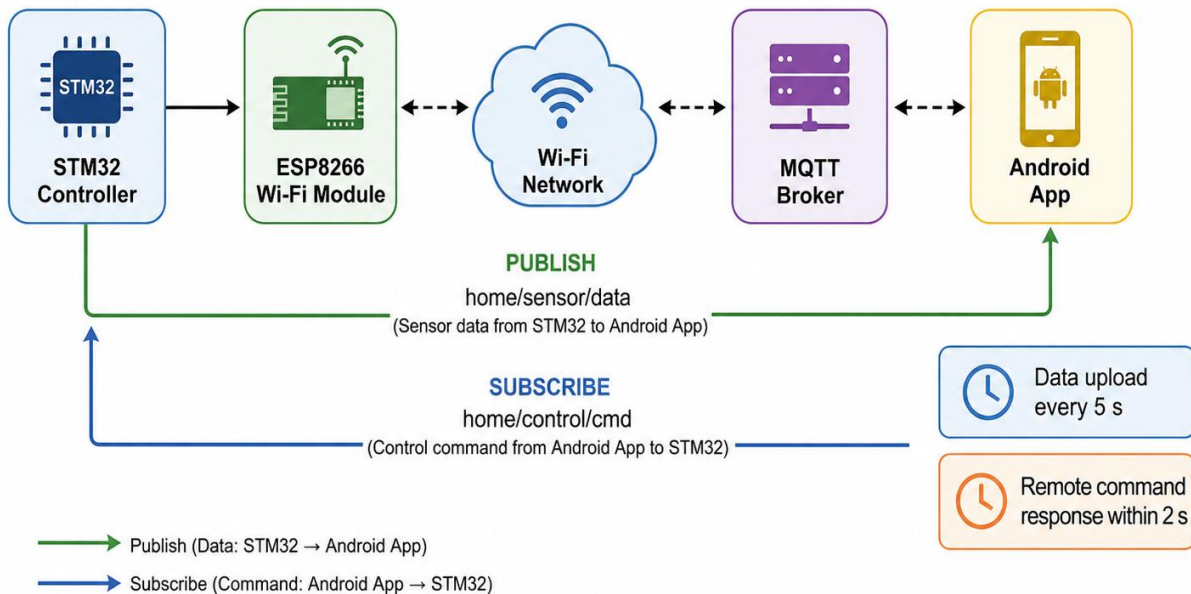 STM32
STM32
Controller
ESP8266
Wi-Fi Module
Wi-Fi
Network
MQTT
Broker
Android
App
PUBLISH
home/sensor/data
(Sensor data from STM32 to Android App)
SUBSCRIBE
home/control/cmd
(Control command from Android App to STM32)
Data upload
every 5 s
Remote command
response within 2 s
Publish (Data: STM32 → Android App)
Subscribe (Command: Android App → STM32)